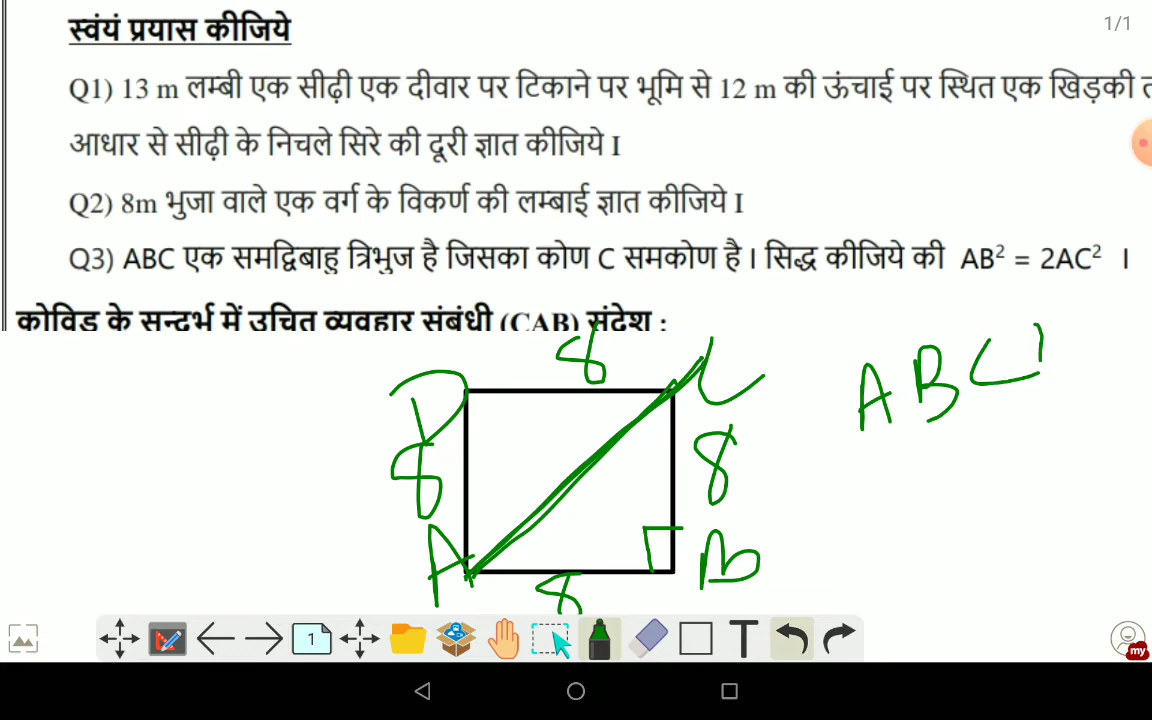 1/1
स्वंयं प्रयास कीजिये
Q1) 13 m लम्बी एक सीढ़ी एक दीवार पर टिकाने पर भूमि से 12 m की ऊंचाई पर स्थित एक खिड़की
आधार से सीढ़ी के निचले सिरे की दूरी ज्ञात कीजिये I
Q2) 8m भुजा वाले एक वर्ग के विकर्ण की लम्बाई ज्ञात कीजिये I
Q3) ABC एक समद्विबाहु त्रिभुज है जिसका कोण C समकोण है । सिद्ध कीजिये की AB² = 2AC² ।
कोविड के सन्दर्भ में उचित व्यवहार संबंधी (CAB) संदेश :
8
D C
A B C
8 8
A B
8
1 T
my